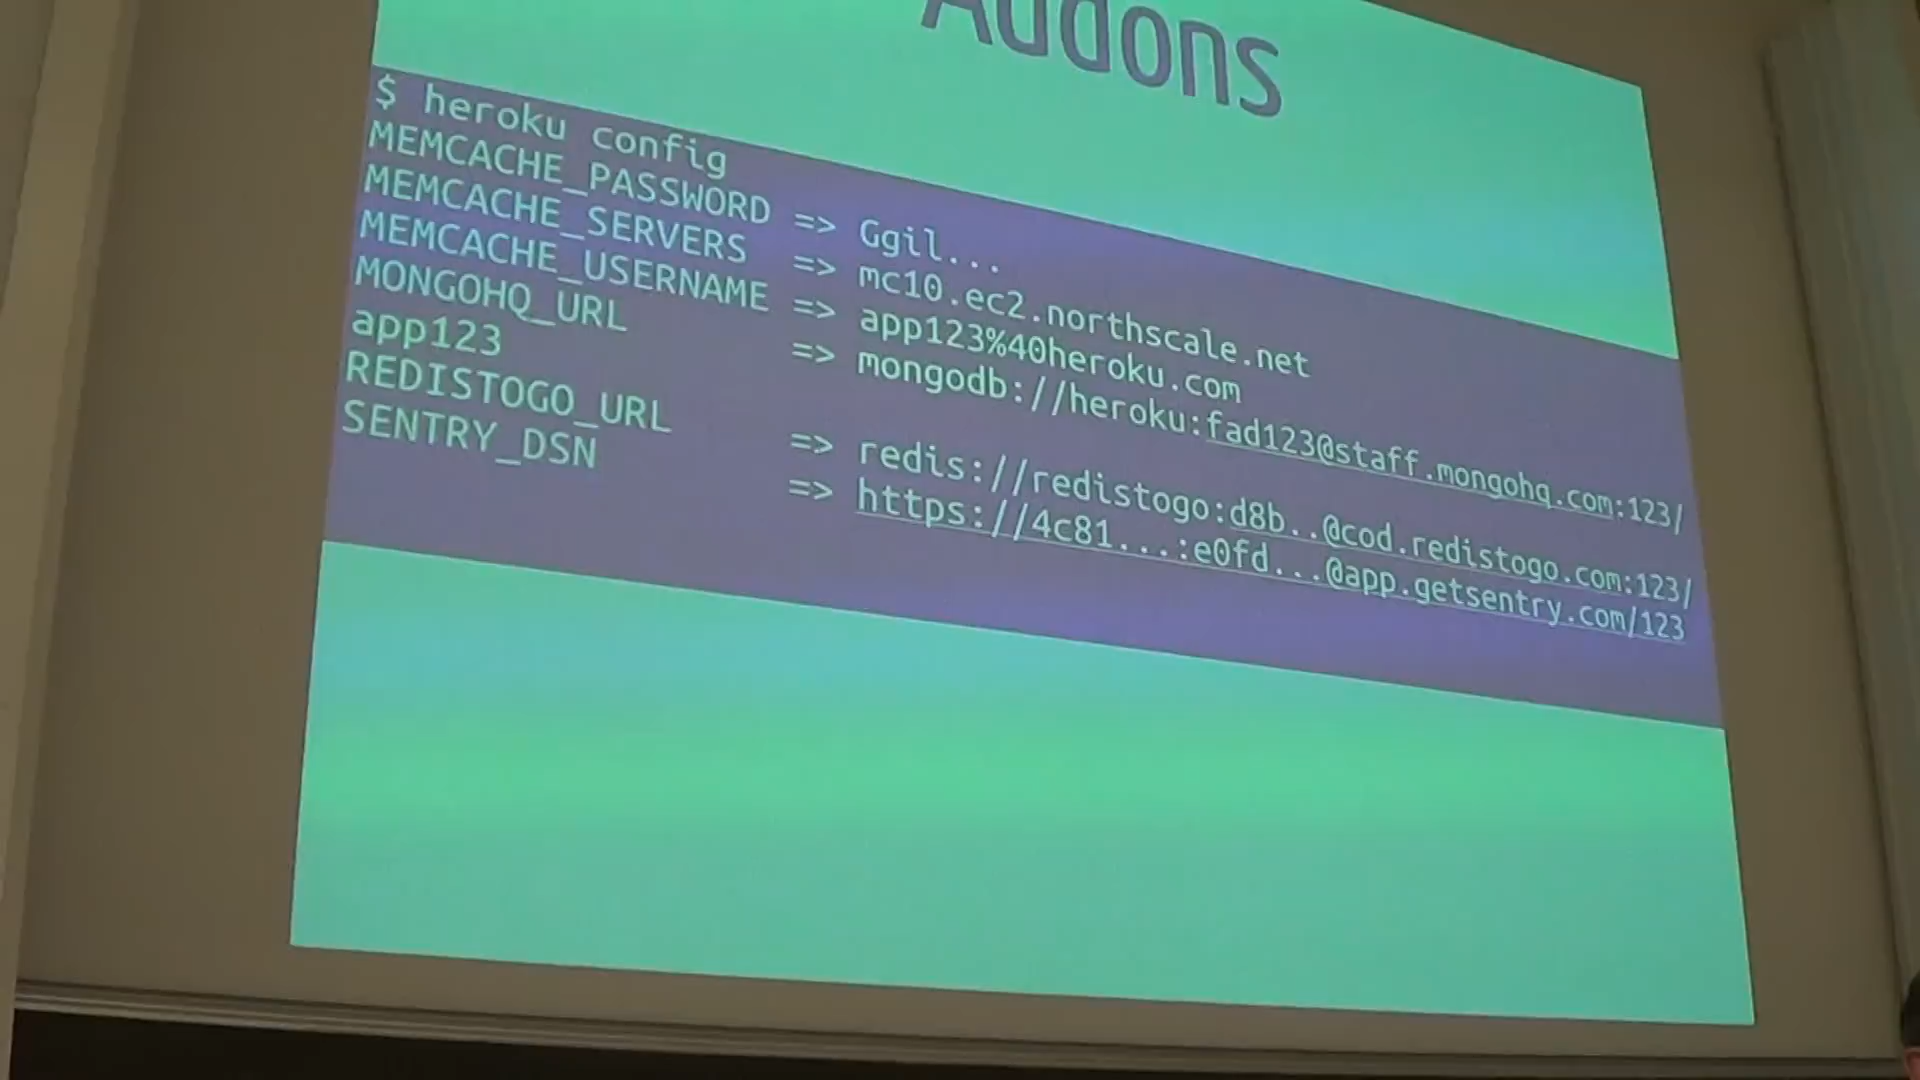 Addons
$ heroku config
MEMCACHE_PASSWORD => Ggil...
MEMCACHE_SERVERS => mc10.ec2.northscale.net
MEMCACHE_USERNAME => app123%40heroku.com
MONGOHQ_URL => mongodb://heroku:fad123@staff.mongohq.com:123/
app123
REDISTOGO_URL => redis://redistogo:d8b..@cod.redistogo.com:123/
SENTRY_DSN => https://4c81...:e0fd...@app.getsentry.com/123